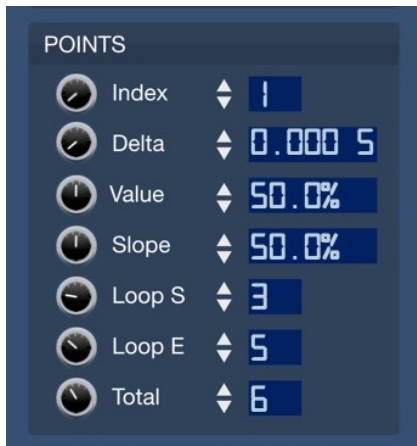 POINTS
Index 1
Delta 0.000 S
Value 50.0%
Slope 50.0%
Loop S 3
Loop E 5
Total 6